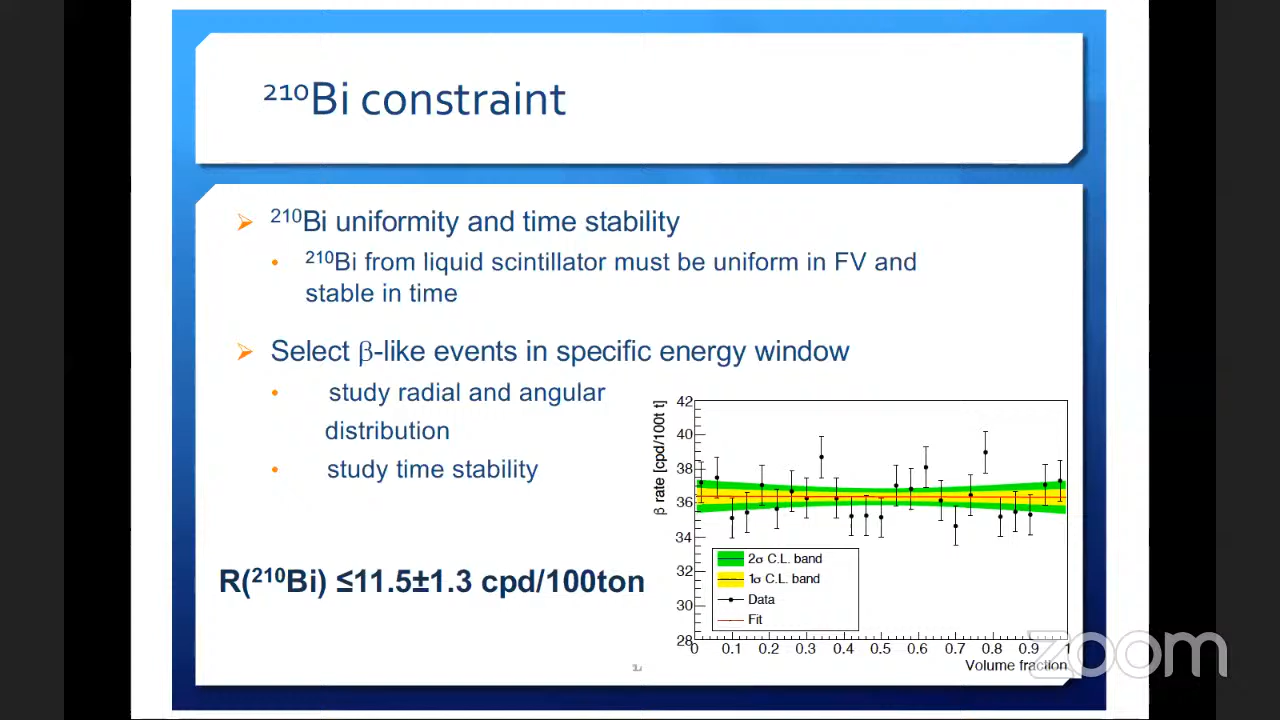 ²¹⁰Bi constraint
²¹⁰Bi uniformity and time stability
²¹⁰Bi from liquid scintillator must be uniform in FV and
stable in time
Select β-like events in specific energy window
study radial and angular
distribution
study time stability
R(²¹⁰Bi) ≤11.5±1.3 cpd/100ton
β rate [cpd/100t t]
42
40
38
36
34
32
30
28
2σ C.L. band
1σ C.L. band
Data
Fit
0 0.1 0.2 0.3 0.4 0.5 0.6 0.7 0.8 0.9 1
Volume fraction
zoom